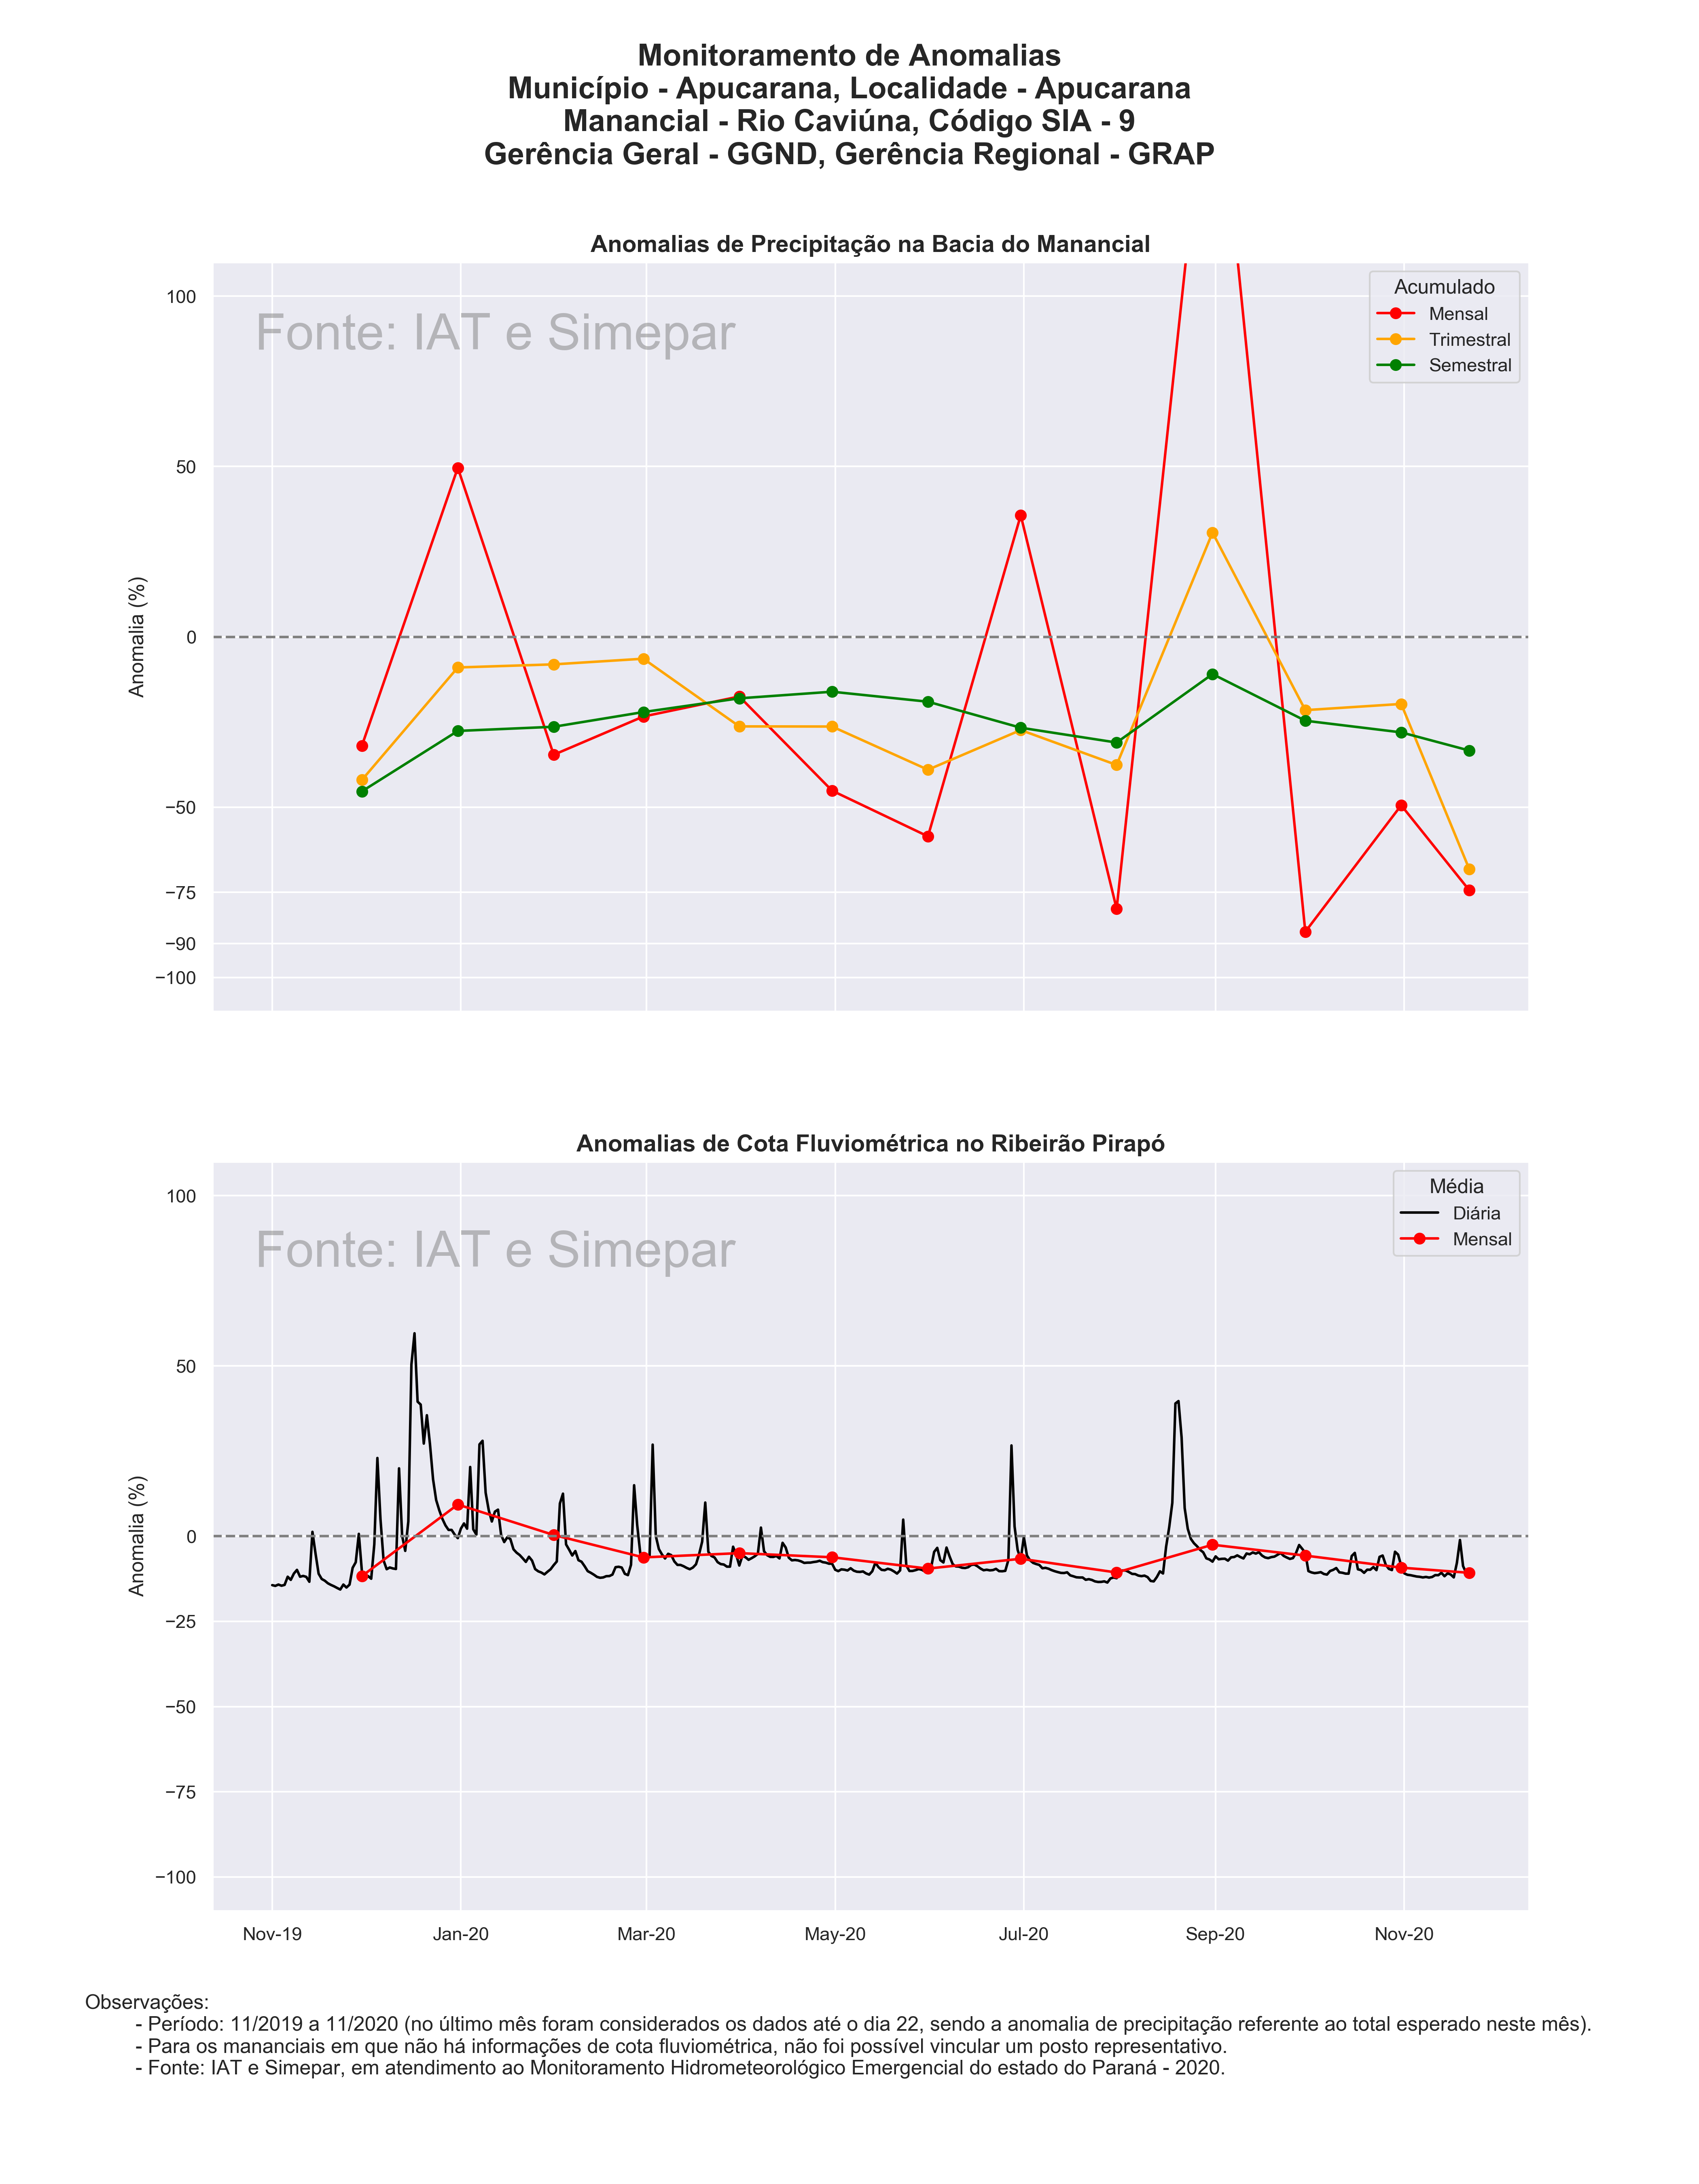 Monitoramento de Anomalias
Município - Apucarana, Localidade - Apucarana
Manancial - Rio Caviúna, Código SIA - 9
Gerência Geral - GGND, Gerência Regional - GRAP
Anomalias de Precipitação na Bacia do Manancial
Fonte: IAT e Simepar
Acumulado
Mensal
Trimestral
Semestral
Anomalia (%)
100
50
0
−50
−75
−90
−100
Anomalias de Cota Fluviométrica no Ribeirão Pirapó
Fonte: IAT e Simepar
Média
Diária
Mensal
Anomalia (%)
100
50
0
−25
−50
−75
−100
Nov-19 Jan-20 Mar-20 May-20 Jul-20 Sep-20 Nov-20
Observações:
- Período: 11/2019 a 11/2020 (no último mês foram considerados os dados até o dia 22, sendo a anomalia de precipitação referente ao total esperado neste mês).
- Para os mananciais em que não há informações de cota fluviométrica, não foi possível vincular um posto representativo.
- Fonte: IAT e Simepar, em atendimento ao Monitoramento Hidrometeorológico Emergencial do estado do Paraná - 2020.